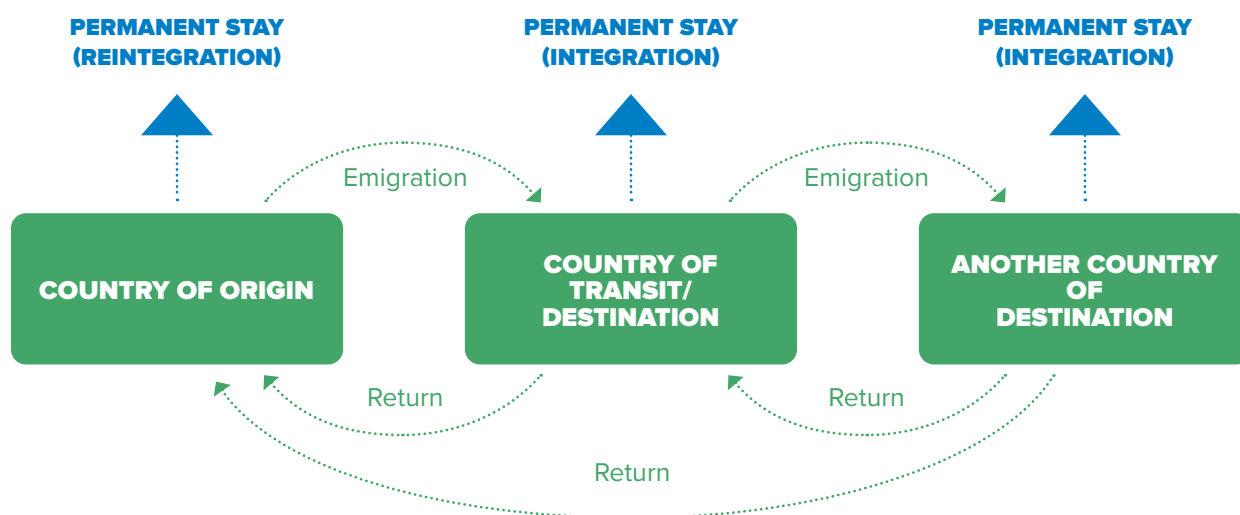 PERMANENT STAY
(REINTEGRATION)
PERMANENT STAY
(INTEGRATION)
PERMANENT STAY
(INTEGRATION)
Emigration
Emigration
COUNTRY OF ORIGIN
COUNTRY OF
TRANSIT/
DESTINATION
ANOTHER COUNTRY
OF
DESTINATION
Return
Return
Return